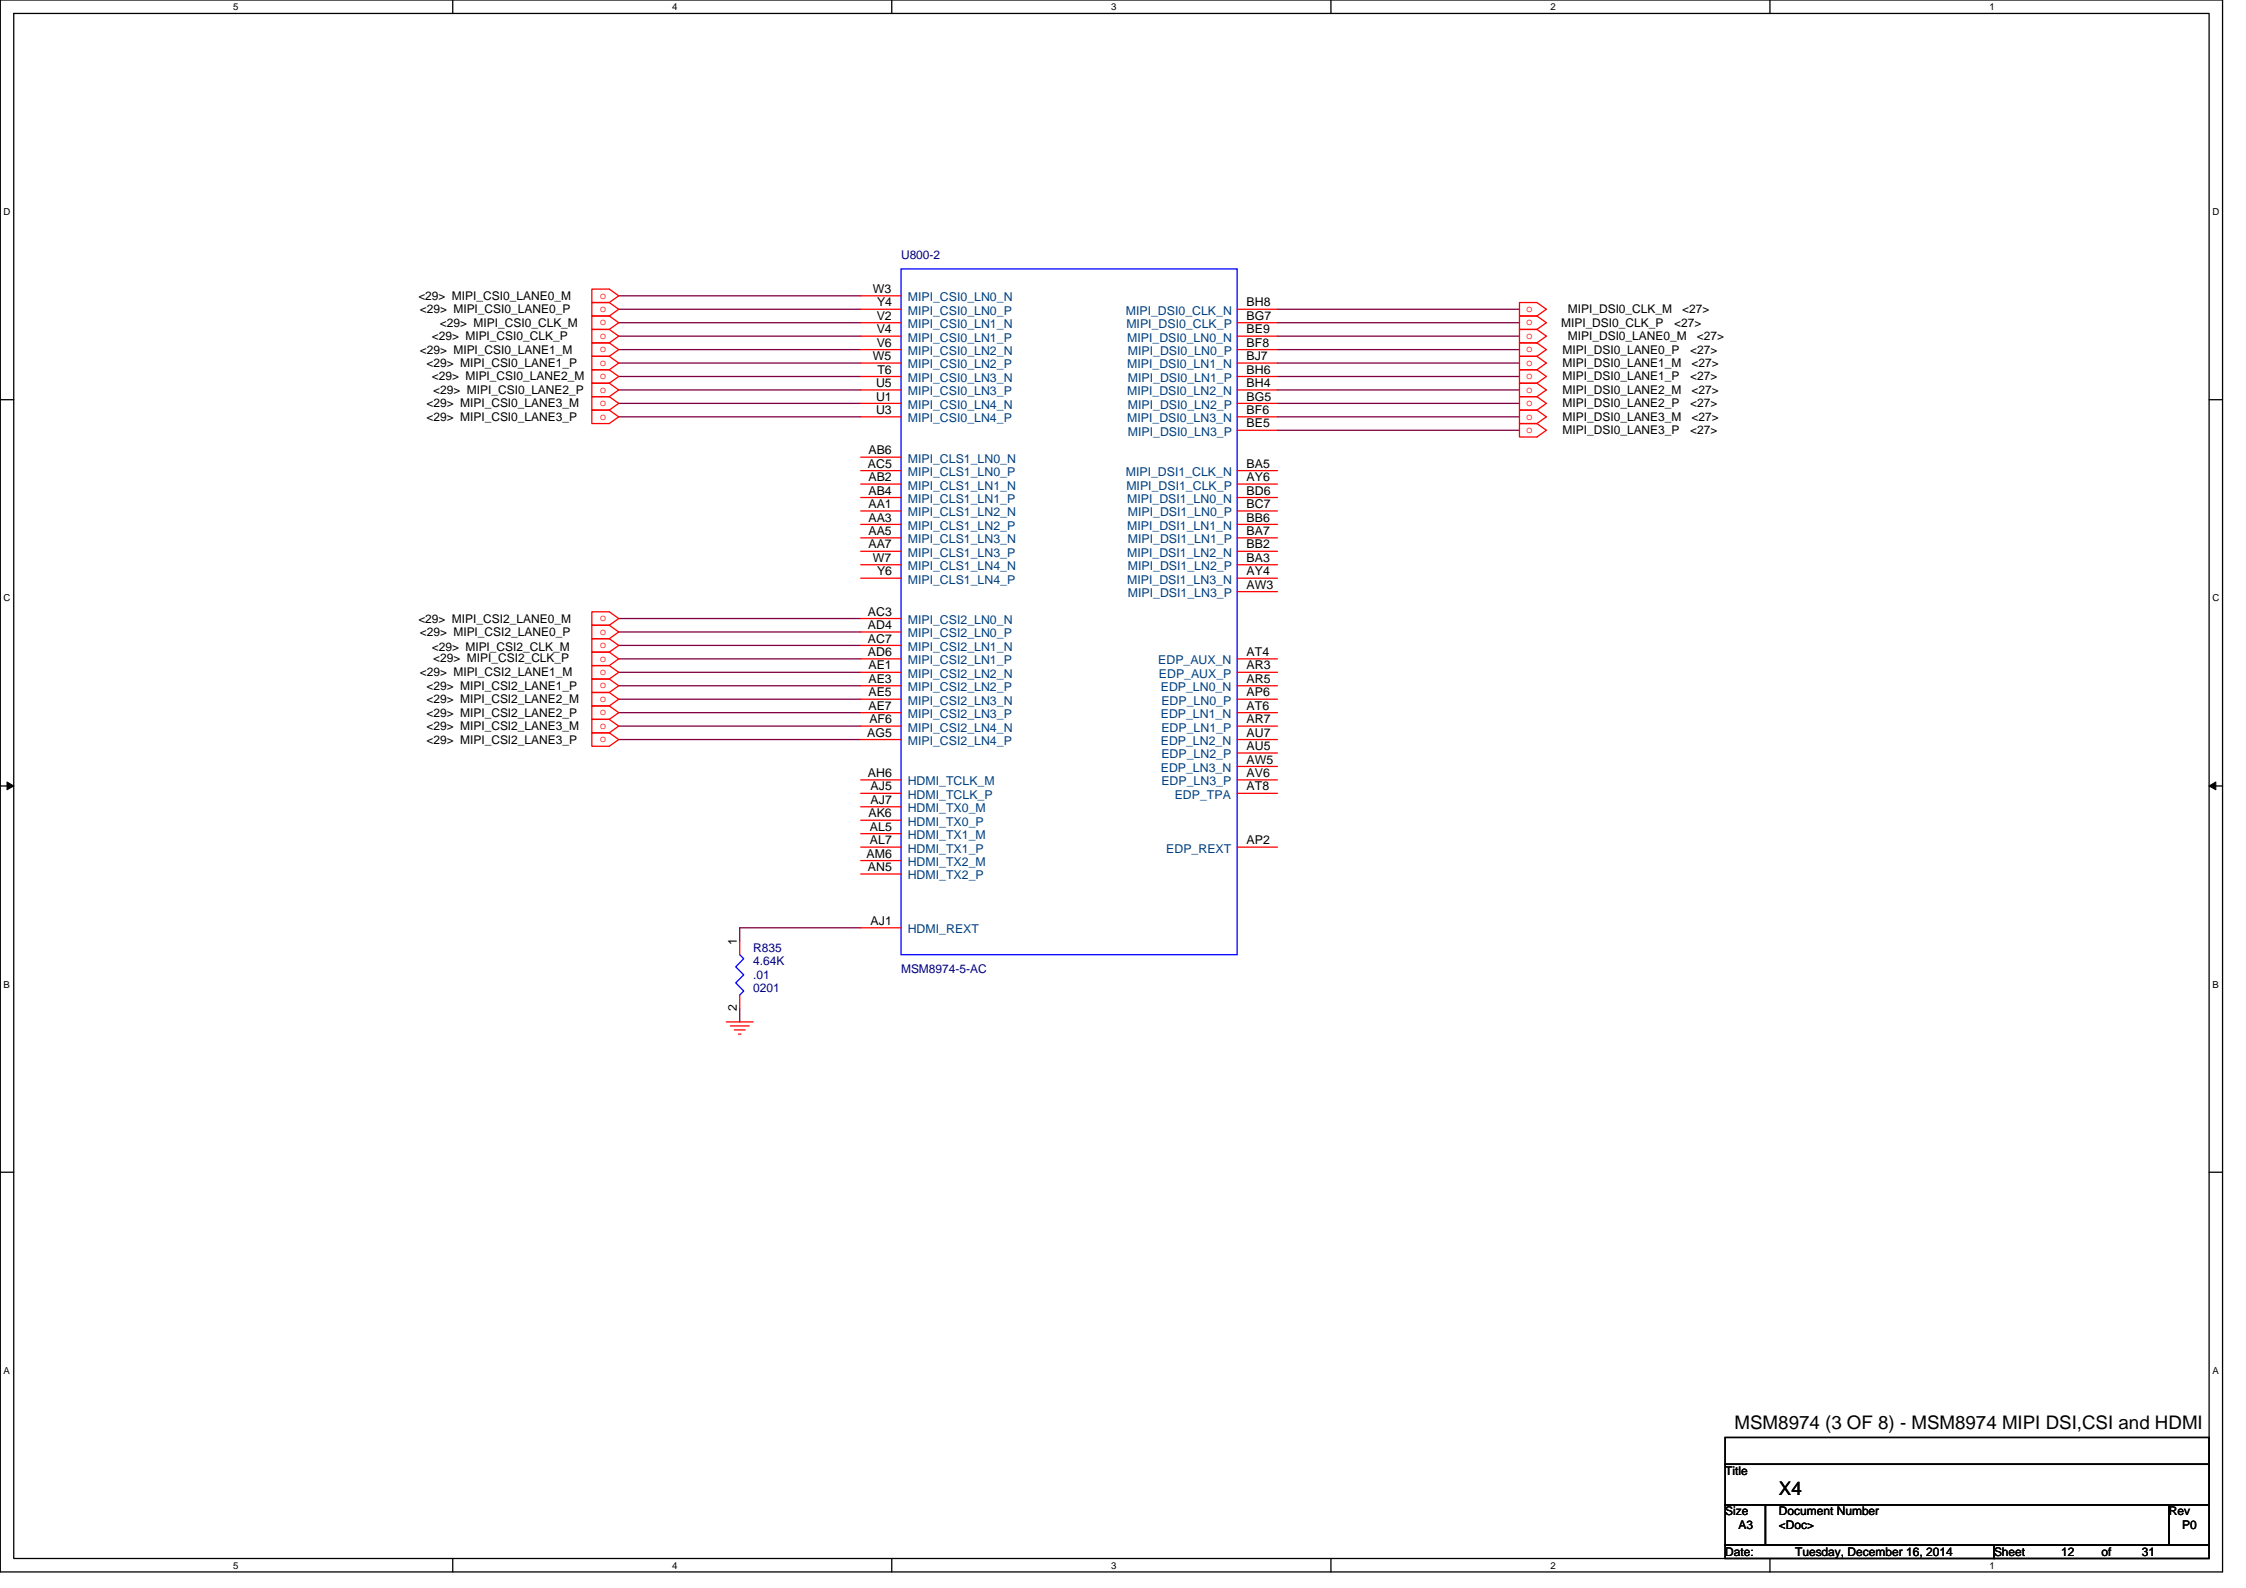 5 4 3 2 1
D D
C C
B B
A A
U800-2
<29> MIPI_CSI0_LANE0_M W3 MIPI_CSI0_LN0_N
<29> MIPI_CSI0_LANE0_P Y4 MIPI_CSI0_LN0_P
<29> MIPI_CSI0_CLK_M V2 MIPI_CSI0_LN1_N
<29> MIPI_CSI0_CLK_P V4 MIPI_CSI0_LN1_P
<29> MIPI_CSI0_LANE1_M V6 MIPI_CSI0_LN2_N
<29> MIPI_CSI0_LANE1_P W5 MIPI_CSI0_LN2_P
<29> MIPI_CSI0_LANE2_M T6 MIPI_CSI0_LN3_N
<29> MIPI_CSI0_LANE2_P U5 MIPI_CSI0_LN3_P
<29> MIPI_CSI0_LANE3_M U1 MIPI_CSI0_LN4_N
<29> MIPI_CSI0_LANE3_P U3 MIPI_CSI0_LN4_P
AB6 MIPI_CLS1_LN0_N
AC5 MIPI_CLS1_LN0_P
AB2 MIPI_CLS1_LN1_N
AB4 MIPI_CLS1_LN1_P
AA1 MIPI_CLS1_LN2_N
AA3 MIPI_CLS1_LN2_P
AA5 MIPI_CLS1_LN3_N
AA7 MIPI_CLS1_LN3_P
W7 MIPI_CLS1_LN4_N
Y6 MIPI_CLS1_LN4_P
<29> MIPI_CSI2_LANE0_M AC3 MIPI_CSI2_LN0_N
<29> MIPI_CSI2_LANE0_P AD4 MIPI_CSI2_LN0_P
<29> MIPI_CSI2_CLK_M AC7 MIPI_CSI2_LN1_N
<29> MIPI_CSI2_CLK_P AD6 MIPI_CSI2_LN1_P
<29> MIPI_CSI2_LANE1_M AE1 MIPI_CSI2_LN2_N
<29> MIPI_CSI2_LANE1_P AE3 MIPI_CSI2_LN2_P
<29> MIPI_CSI2_LANE2_M AE5 MIPI_CSI2_LN3_N
<29> MIPI_CSI2_LANE2_P AE7 MIPI_CSI2_LN3_P
<29> MIPI_CSI2_LANE3_M AF6 MIPI_CSI2_LN4_N
<29> MIPI_CSI2_LANE3_P AG5 MIPI_CSI2_LN4_P
AH6 HDMI_TCLK_M
AJ5 HDMI_TCLK_P
AJ7 HDMI_TX0_M
AK6 HDMI_TX0_P
AL5 HDMI_TX1_M
AL7 HDMI_TX1_P
AM6 HDMI_TX2_M
AN5 HDMI_TX2_P
AJ1 HDMI_REXT
MIPI_DSI0_CLK_N BH8 MIPI_DSI0_CLK_M <27>
MIPI_DSI0_CLK_P BG7 MIPI_DSI0_CLK_P <27>
MIPI_DSI0_LN0_N BE9 MIPI_DSI0_LANE0_M <27>
MIPI_DSI0_LN0_P BF8 MIPI_DSI0_LANE0_P <27>
MIPI_DSI0_LN1_N BJ7 MIPI_DSI0_LANE1_M <27>
MIPI_DSI0_LN1_P BH6 MIPI_DSI0_LANE1_P <27>
MIPI_DSI0_LN2_N BH4 MIPI_DSI0_LANE2_M <27>
MIPI_DSI0_LN2_P BG5 MIPI_DSI0_LANE2_P <27>
MIPI_DSI0_LN3_N BF6 MIPI_DSI0_LANE3_M <27>
MIPI_DSI0_LN3_P BE5 MIPI_DSI0_LANE3_P <27>
MIPI_DSI1_CLK_N BA5
MIPI_DSI1_CLK_P AY6
MIPI_DSI1_LN0_N BD6
MIPI_DSI1_LN0_P BC7
MIPI_DSI1_LN1_N BB6
MIPI_DSI1_LN1_P BA7
MIPI_DSI1_LN2_N BB2
MIPI_DSI1_LN2_P BA3
MIPI_DSI1_LN3_N AY4
MIPI_DSI1_LN3_P AW3
EDP_AUX_N AT4
EDP_AUX_P AR3
EDP_LN0_N AR5
EDP_LN0_P AP6
EDP_LN1_N AT6
EDP_LN1_P AR7
EDP_LN2_N AU7
EDP_LN2_P AU5
EDP_LN3_N AW5
EDP_LN3_P AV6
EDP_TPA AT8
EDP_REXT AP2
1
R835
4.64K
.01
0201
2
MSM8974-5-AC
MSM8974 (3 OF 8) - MSM8974 MIPI DSI,CSI and HDMI
Title
X4
Size Document Number Rev
A3 <Doc> P0
Date: Tuesday, December 16, 2014 Sheet 12 of 31
5 4 3 2 1